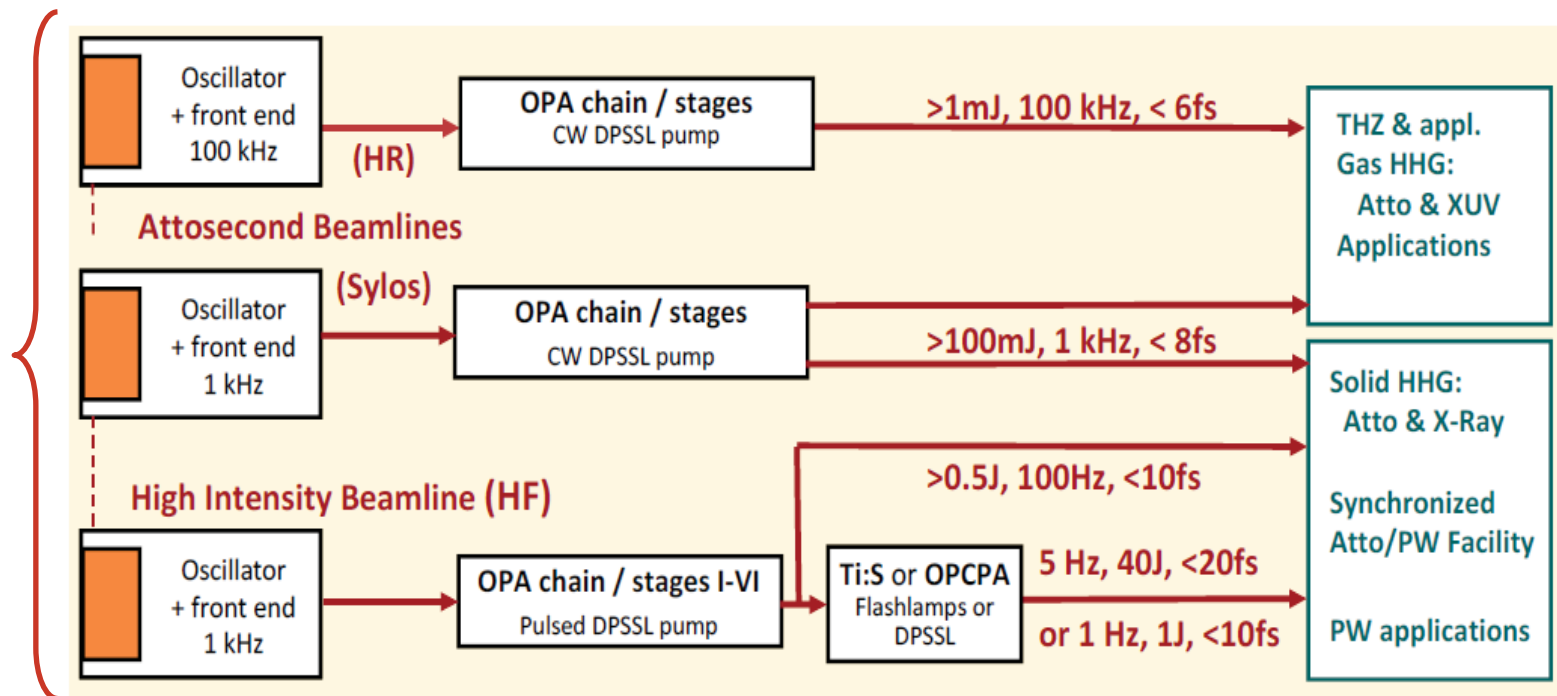 Oscillator
+ front end
100 kHz
(HR)
OPA chain / stages
CW DPSSL pump
>1mJ, 100 kHz, < 6fs
THZ & appl.
Gas HHG:
Atto & XUV
Applications
Attosecond Beamlines
Oscillator
+ front end
1 kHz
(Sylos)
OPA chain / stages
CW DPSSL pump
>100mJ, 1 kHz, < 8fs
Solid HHG:
Atto & X-Ray
Synchronized
Atto/PW Facility
PW applications
>0.5J, 100Hz, <10fs
High Intensity Beamline (HF)
Oscillator
+ front end
1 kHz
OPA chain / stages I-VI
Pulsed DPSSL pump
Ti:S or OPCPA
Flashlamps or
DPSSL
5 Hz, 40J, <20fs
or 1 Hz, 1J, <10fs